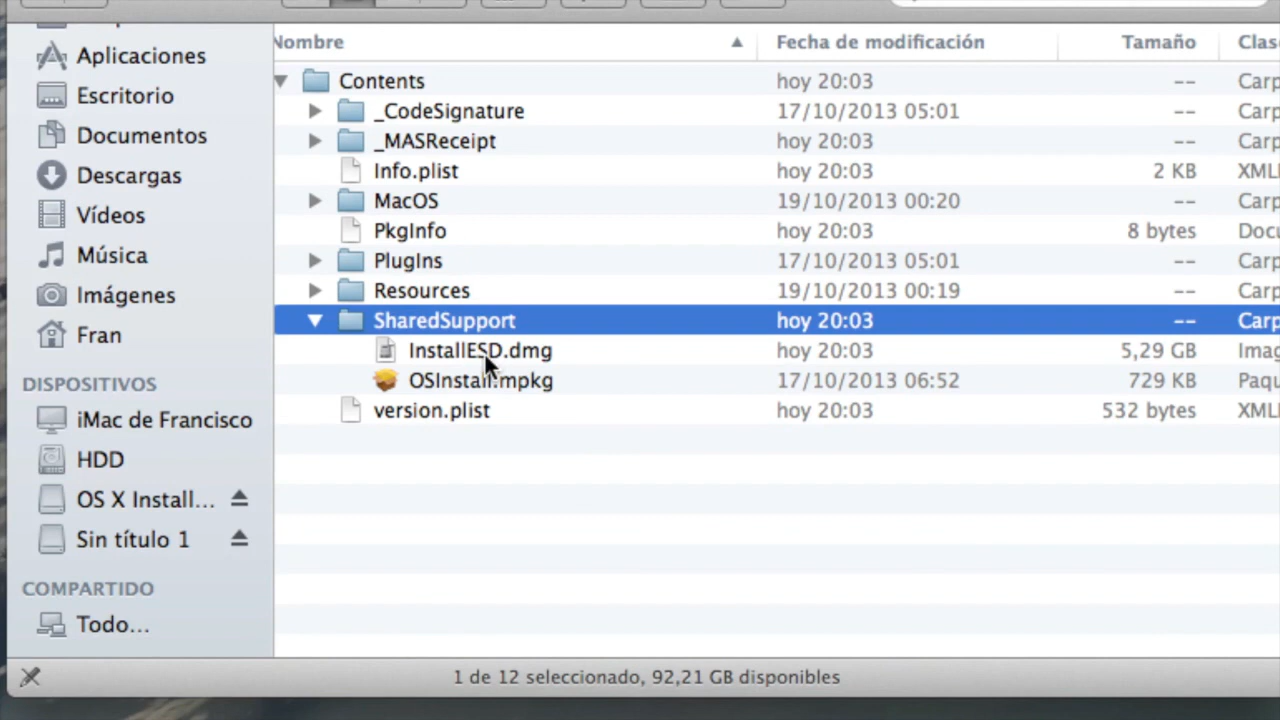 Nombre Fecha de modificación Tamaño
Aplicaciones
Escritorio
Documentos
Descargas
Vídeos
Música
Imágenes
Fran
DISPOSITIVOS
iMac de Francisco
HDD
OS X Install...
Sin título 1
COMPARTIDO
Todo...
Contents hoy 20:03 --
_CodeSignature 17/10/2013 05:01 --
_MASReceipt hoy 20:03 --
Info.plist hoy 20:03 2 KB
MacOS 19/10/2013 00:20 --
PkgInfo hoy 20:03 8 bytes
PlugIns 17/10/2013 05:01 --
Resources 19/10/2013 00:19 --
SharedSupport hoy 20:03 --
InstallESD.dmg hoy 20:03 5,29 GB
OSInstall.mpkg 17/10/2013 06:52 729 KB
version.plist hoy 20:03 532 bytes
1 de 12 seleccionado, 92,21 GB disponibles